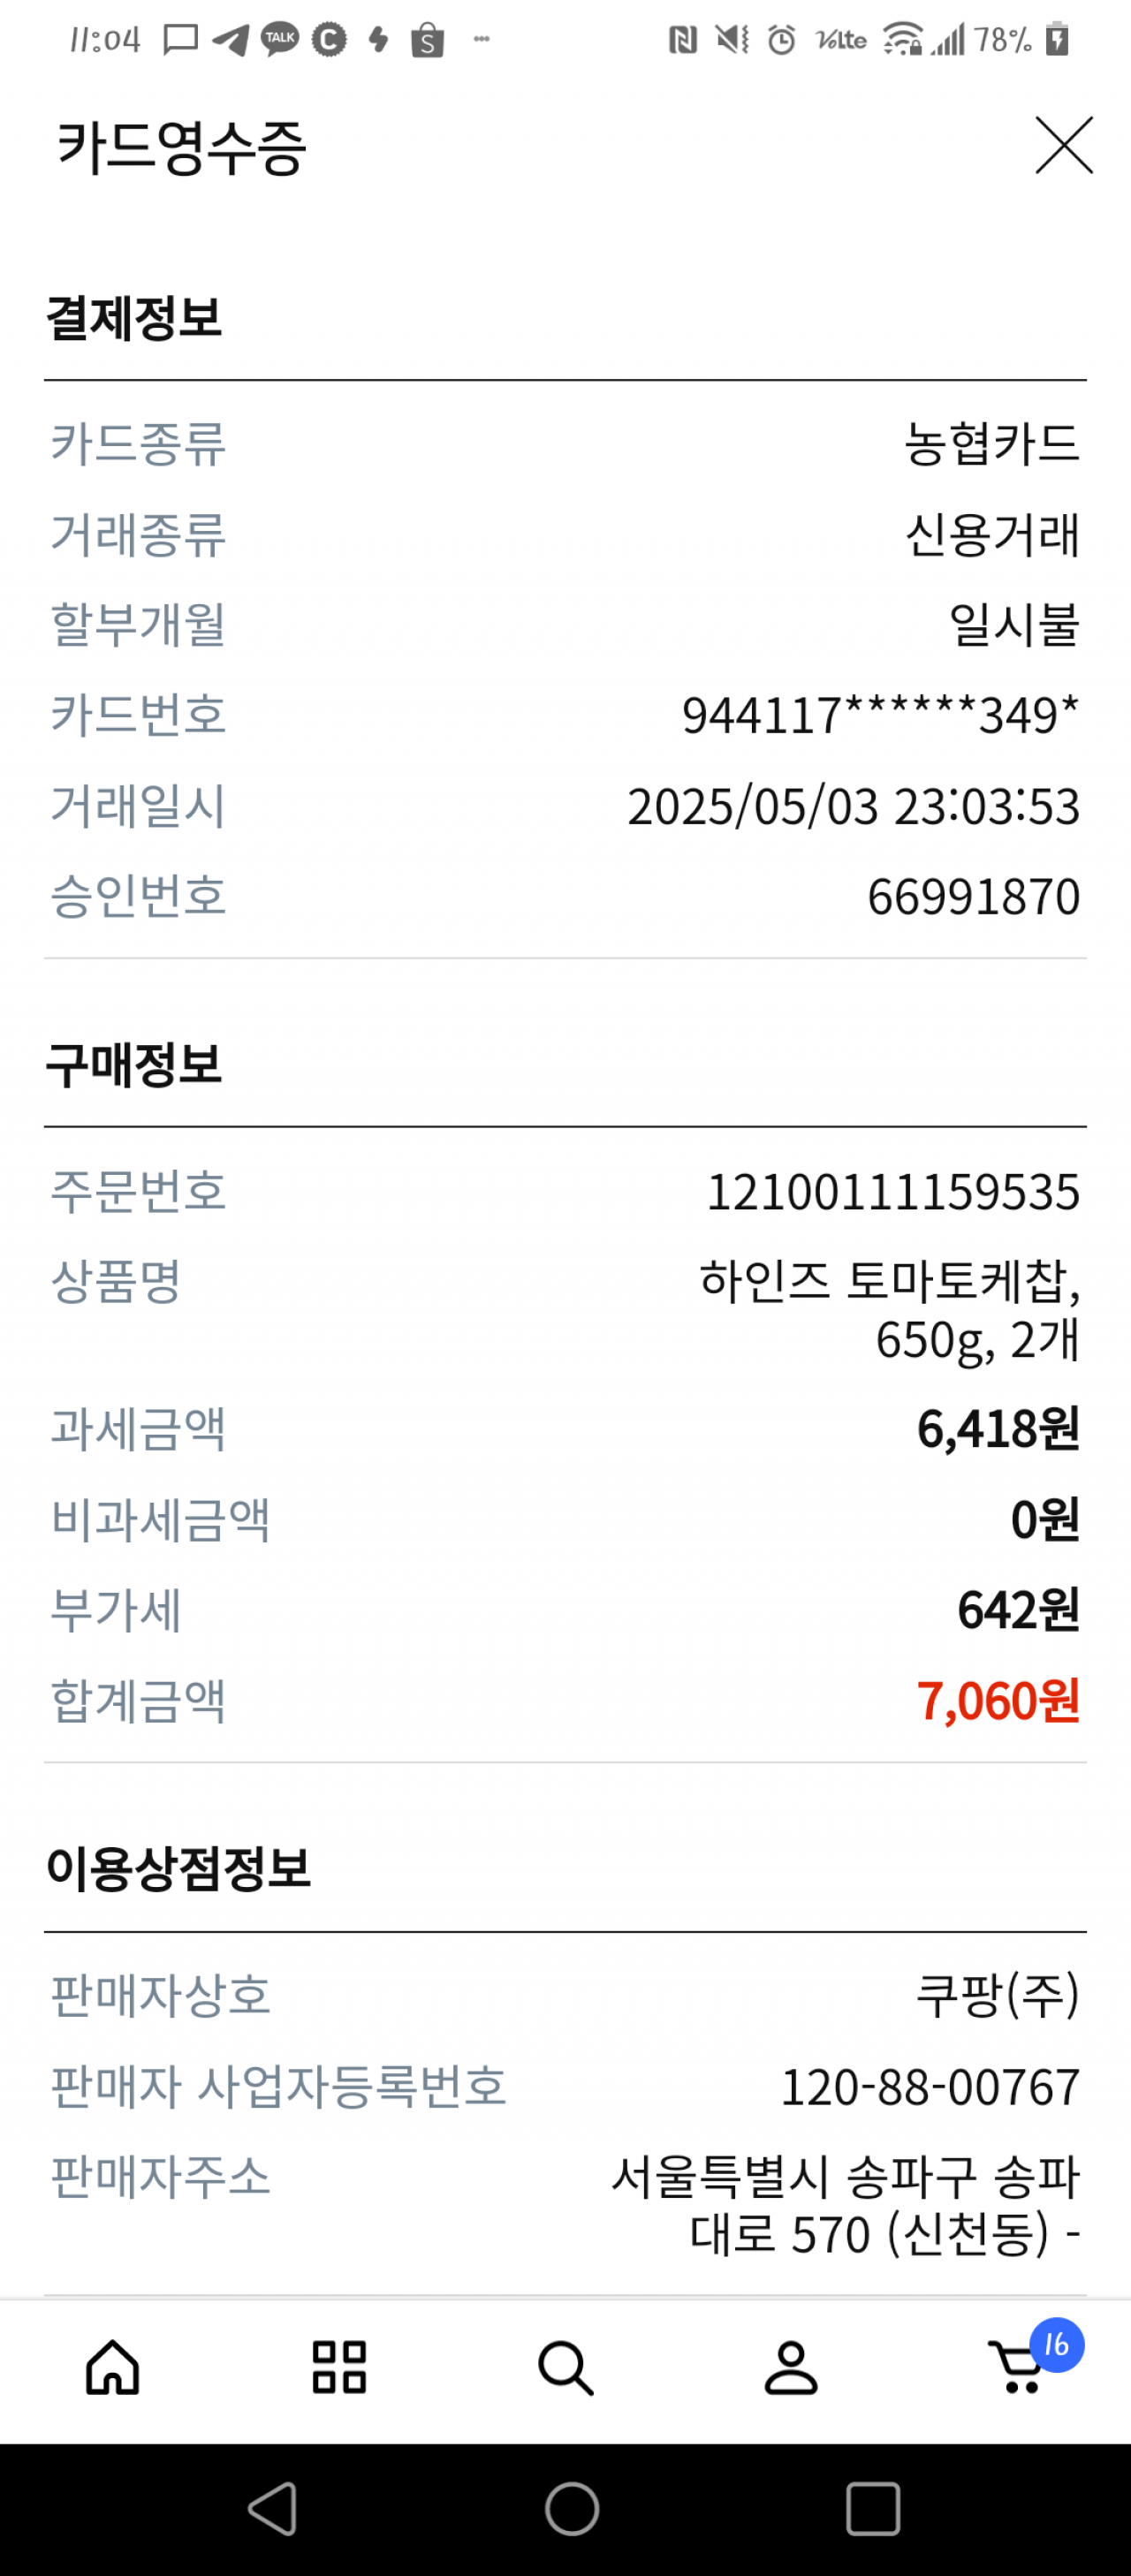 11:04 TALK C S ... Volte 78%
카드영수증
결제정보
카드종류 농협카드
거래종류 신용거래
할부개월 일시불
카드번호 944117******349*
거래일시 2025/05/03 23:03:53
승인번호 66991870
구매정보
주문번호 12100111159535
상품명 하인즈 토마토케찹,
650g, 2개
과세금액 6,418원
비과세금액 0원
부가세 642원
합계금액 7,060원
이용상점정보
판매자상호 쿠팡(주)
판매자 사업자등록번호 120-88-00767
판매자주소 서울특별시 송파구 송파
대로 570 (신천동) -
16